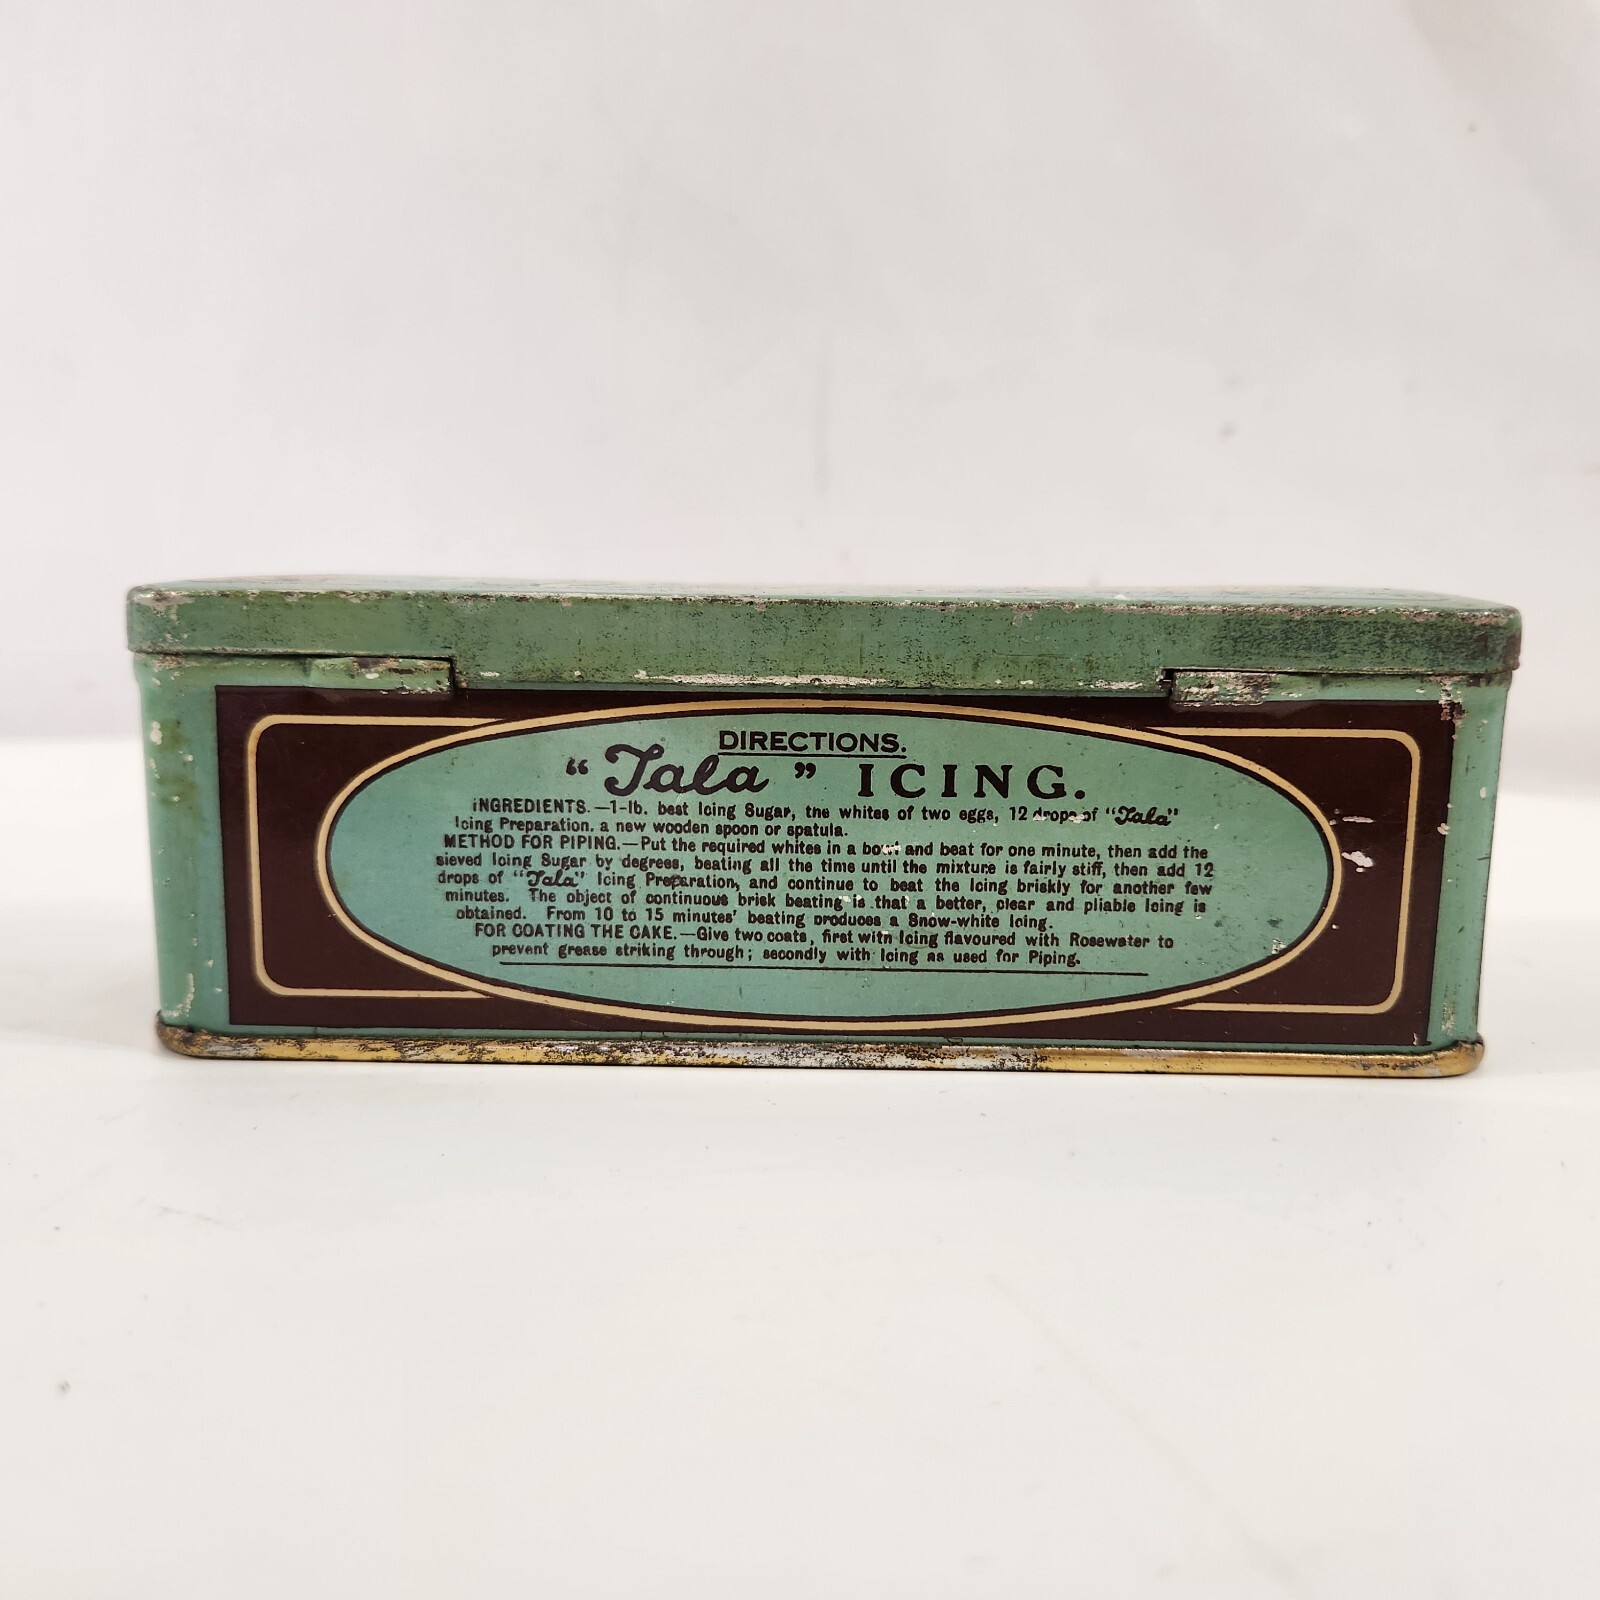 DIRECTIONS.
"Tala" ICING.
INGREDIENTS.—1-lb. best Icing Sugar, the whites of two eggs, 12 drops of "Tala"
Icing Preparation, a new wooden spoon or spatula.
METHOD FOR PIPING.—Put the required whites in a bowl and beat for one minute, then add the
sieved Icing Sugar by degrees, beating all the time until the mixture is fairly stiff, then add 12
drops of "Tala" Icing Preparation, and continue to beat the Icing briskly for another few
minutes. The object of continuous brisk beating is that a better, clear and pliable Icing is
obtained. From 10 to 15 minutes' beating produces a Snow-white Icing.
FOR COATING THE CAKE.—Give two coats, first with Icing flavoured with Rosewater to
prevent grease striking through; secondly with Icing as used for Piping.